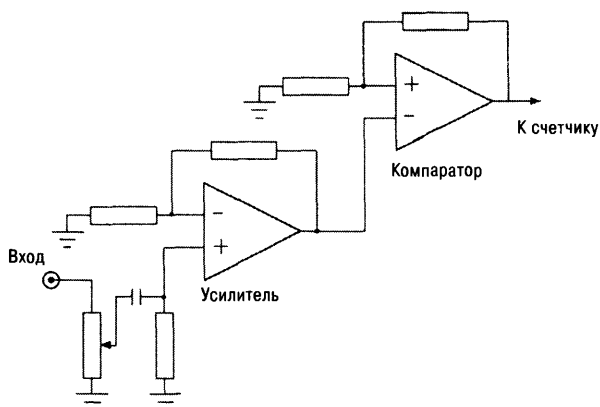 +
−
К счетчику
Компаратор
−
+
Вход
Усилитель